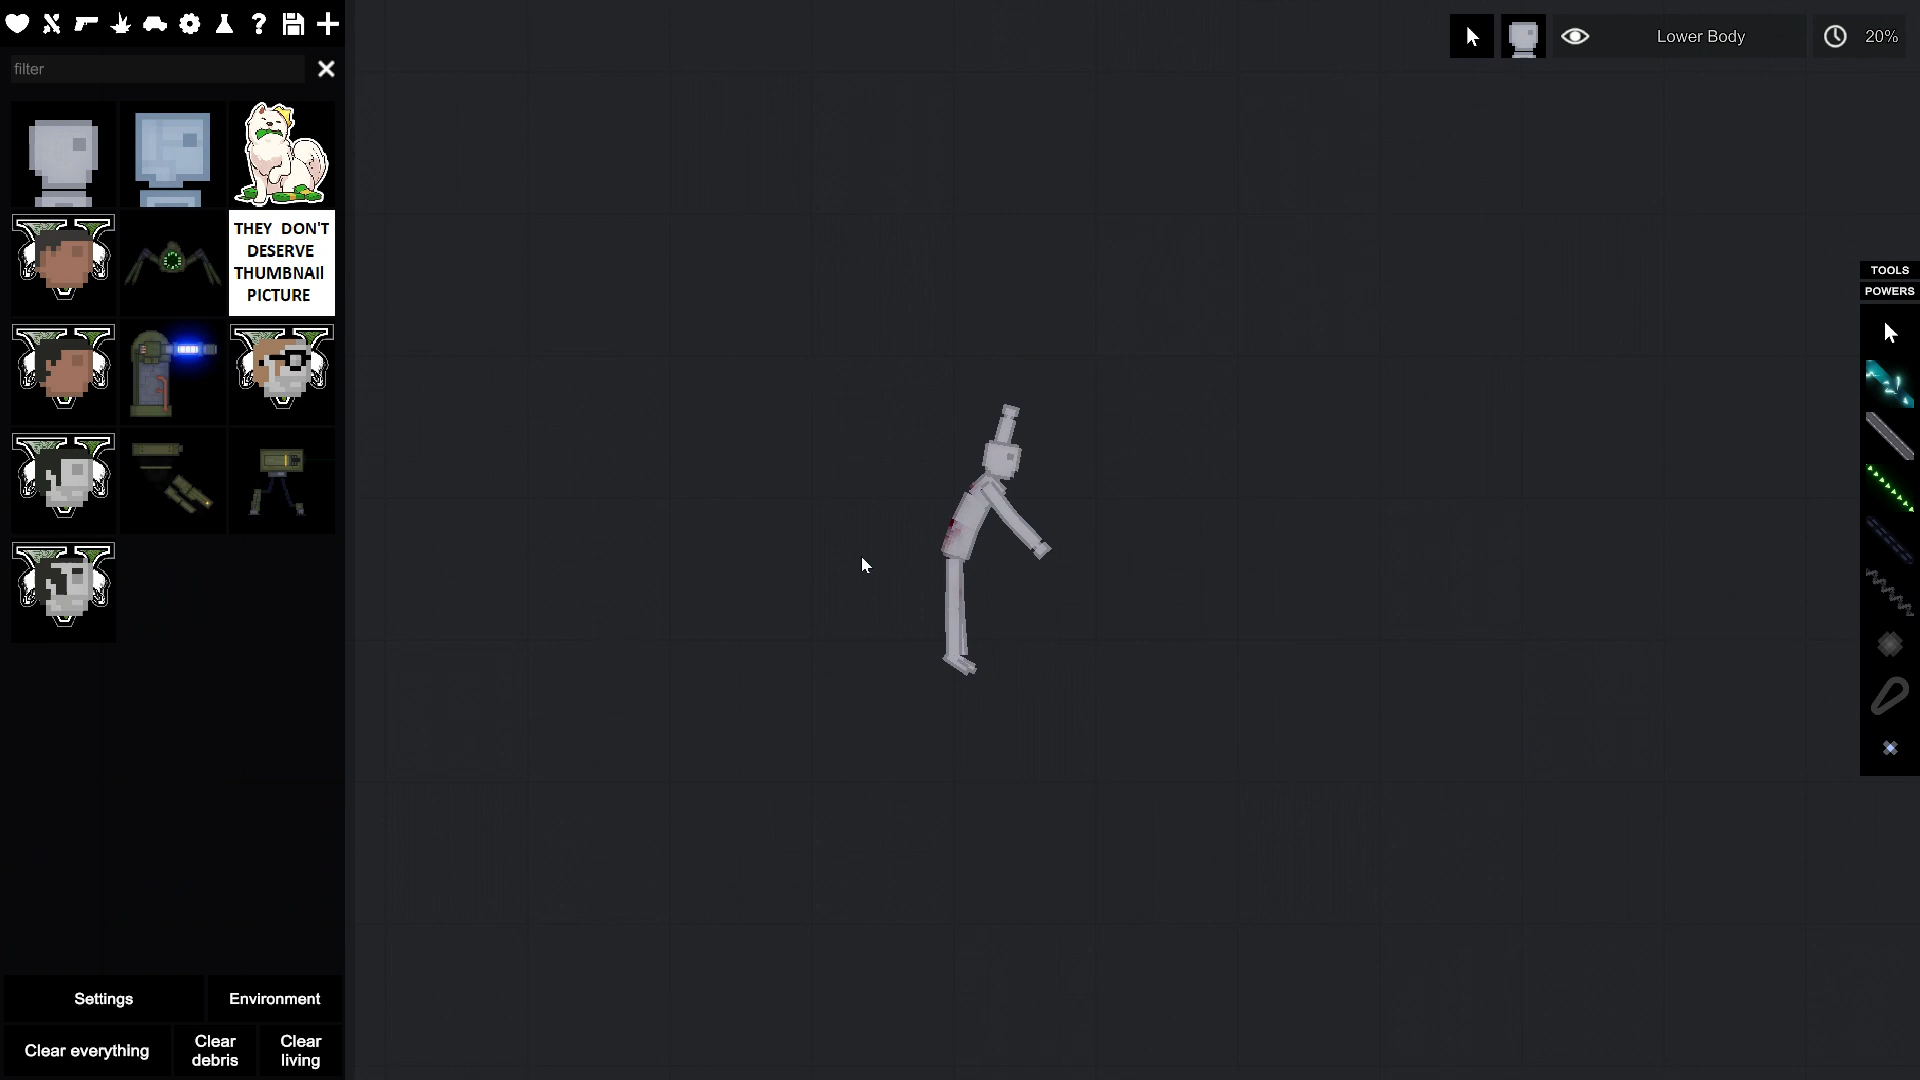 filter
Lower Body
20%
THEY DON'T
DESERVE
THUMBNAIl
PICTURE
TOOLS
POWERS
Settings
Environment
Clear everything
Clear
debris
Clear
living